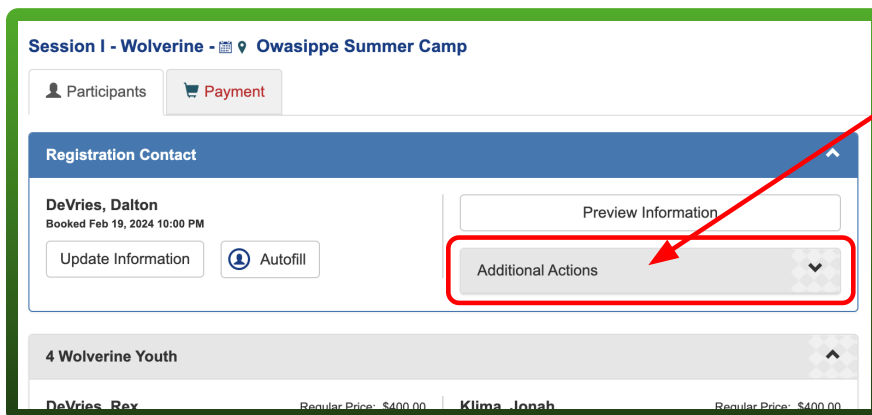 Session I - Wolverine - Owasippe Summer Camp
Participants
Payment
Registration Contact
DeVries, Dalton
Booked Feb 19, 2024 10:00 PM
Update Information
Autofill
Preview Information
Additional Actions
4 Wolverine Youth
DeVries, Rex
Regular Price: $400.00
Klima, Jonah
Regular Price: $400.00